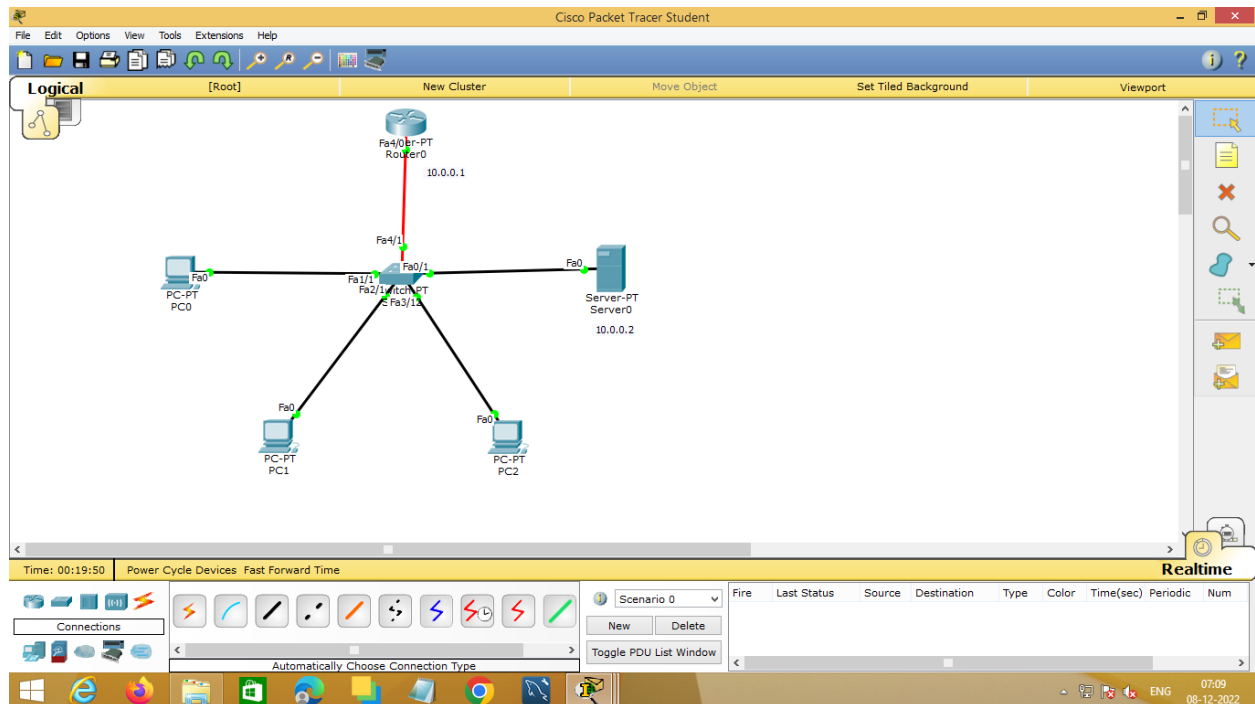 Cisco Packet Tracer Student
File Edit Options View Tools Extensions Help
Logical [Root] New Cluster Move Object Set Tiled Background Viewport
Fa4/0er-PT
Router0
10.0.0.1
Fa4/1
Fa0/1
Fa0
Fa0
Fa1/1
Fa2/1witch-PT
Fa3/1
PC-PT
PC0
Server-PT
Server0
10.0.0.2
Fa0
Fa0
PC-PT
PC1
PC-PT
PC2
Time: 00:19:50 Power Cycle Devices Fast Forward Time Realtime
Connections
Automatically Choose Connection Type
Scenario 0
New Delete
Toggle PDU List Window
Fire Last Status Source Destination Type Color Time(sec) Periodic Num
ENG
07:09
08-12-2022